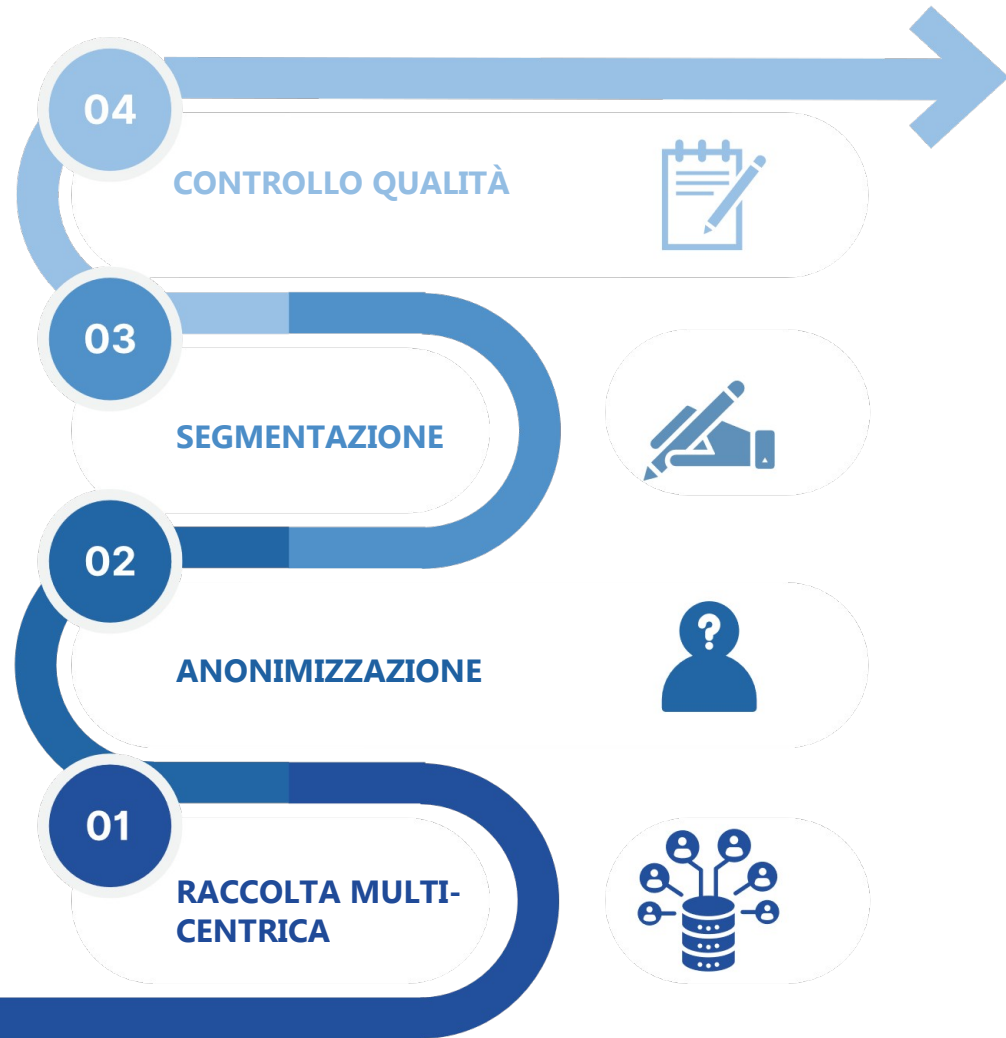 04
CONTROLLO QUALITÀ
03
SEGMENTAZIONE
02
?
ANONIMIZZAZIONE
01
RACCOLTA MULTI-
CENTRICA